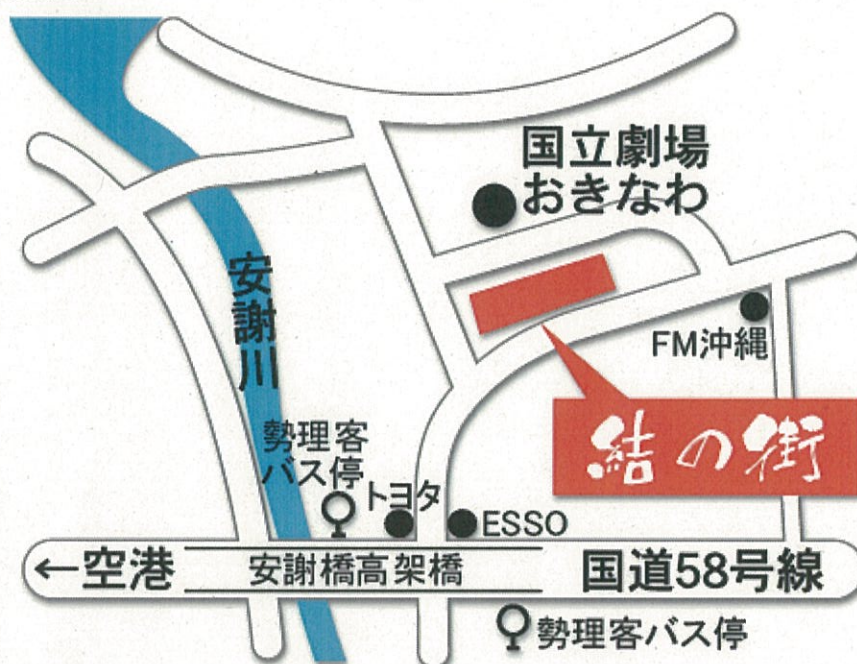 国立劇場
おきなわ
安謝川
FM沖縄
結の街
勢理客
バス停
トヨタ
ESSO
←空港
安謝橋高架橋
国道58号線
勢理客バス停